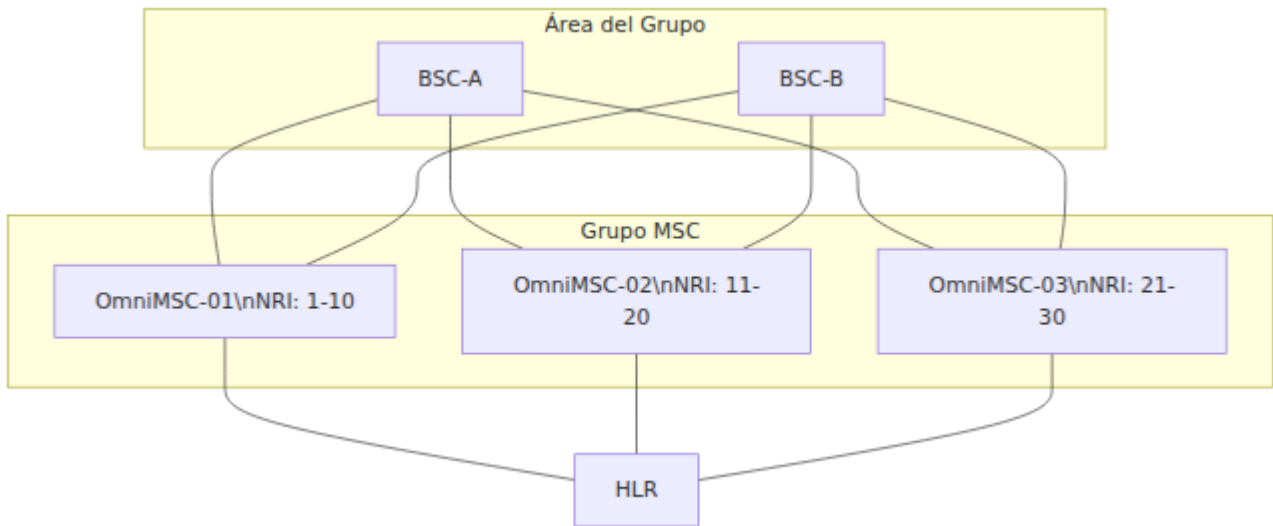 Área del Grupo
BSC-A
BSC-B
Grupo MSC
OmniMSC-01\nNRI: 1-10
OmniMSC-02\nNRI: 11-
20
OmniMSC-03\nNRI: 21-
30
HLR